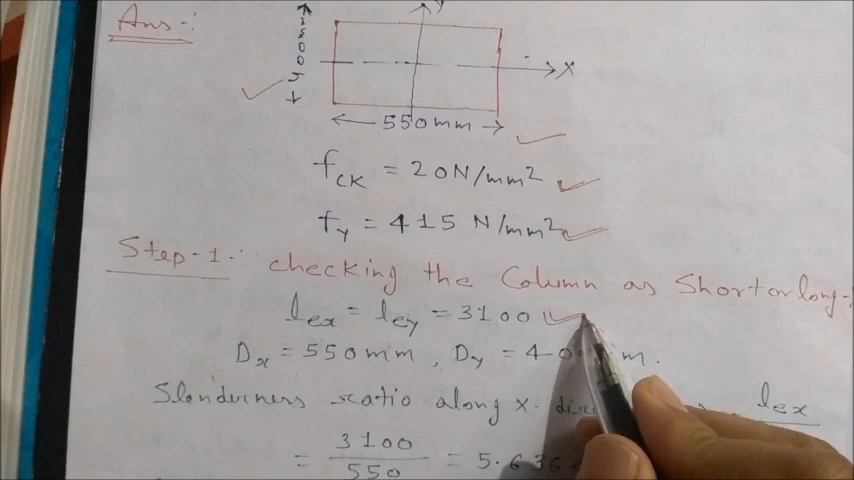 Ans-:
y
400mm
X
550mm
fCK = 20N/mm²
fy = 415 N/mm²
Step-1: checking the Column as Short or long-
lex = ley = 3100
Dx = 550mm, Dy = 40 m.
Slenderness ratio along X- lex
= 3100/550 = 5.636